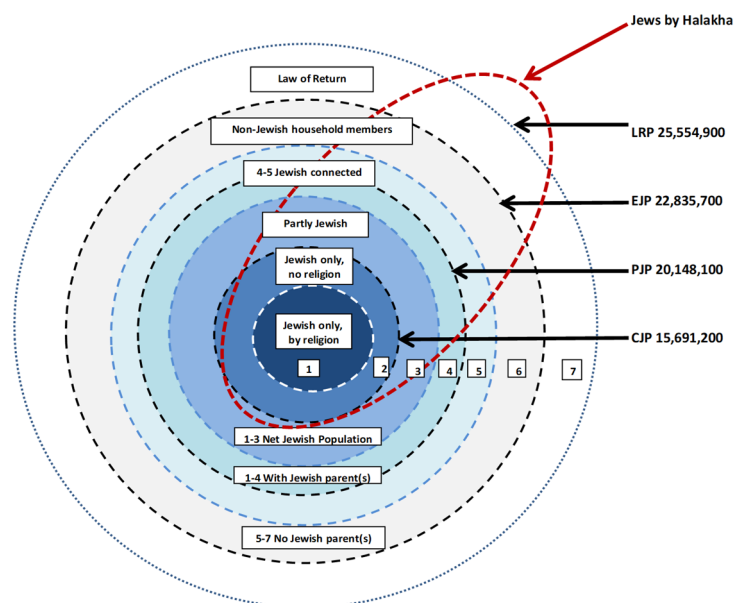 Jews by Halakha
Law of Return
Non-Jewish household members
LRP 25,554,900
4-5 Jewish connected
EJP 22,835,700
Partly Jewish
Jewish only,
no religion
PJP 20,148,100
Jewish only,
by religion
CJP 15,691,200
1
2
3
4
5
6
7
1-3 Net Jewish Population
1-4 With Jewish parent(s)
5-7 No Jewish parent(s)